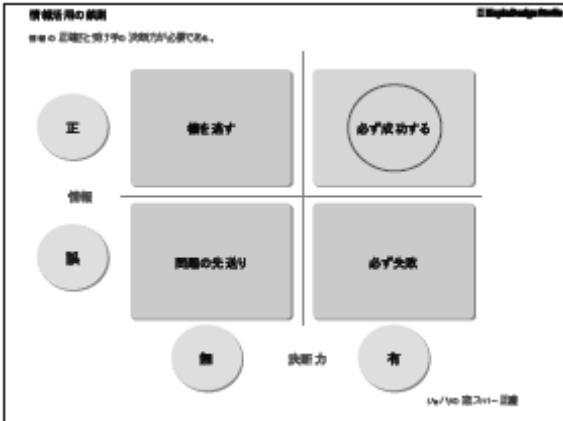 情報活用の鉄則
情報の正確さと受け手の決断力が必要である。
正
機を逃す
必ず成功する
情報
誤
問題の先送り
必ず失敗
無
決断力
有